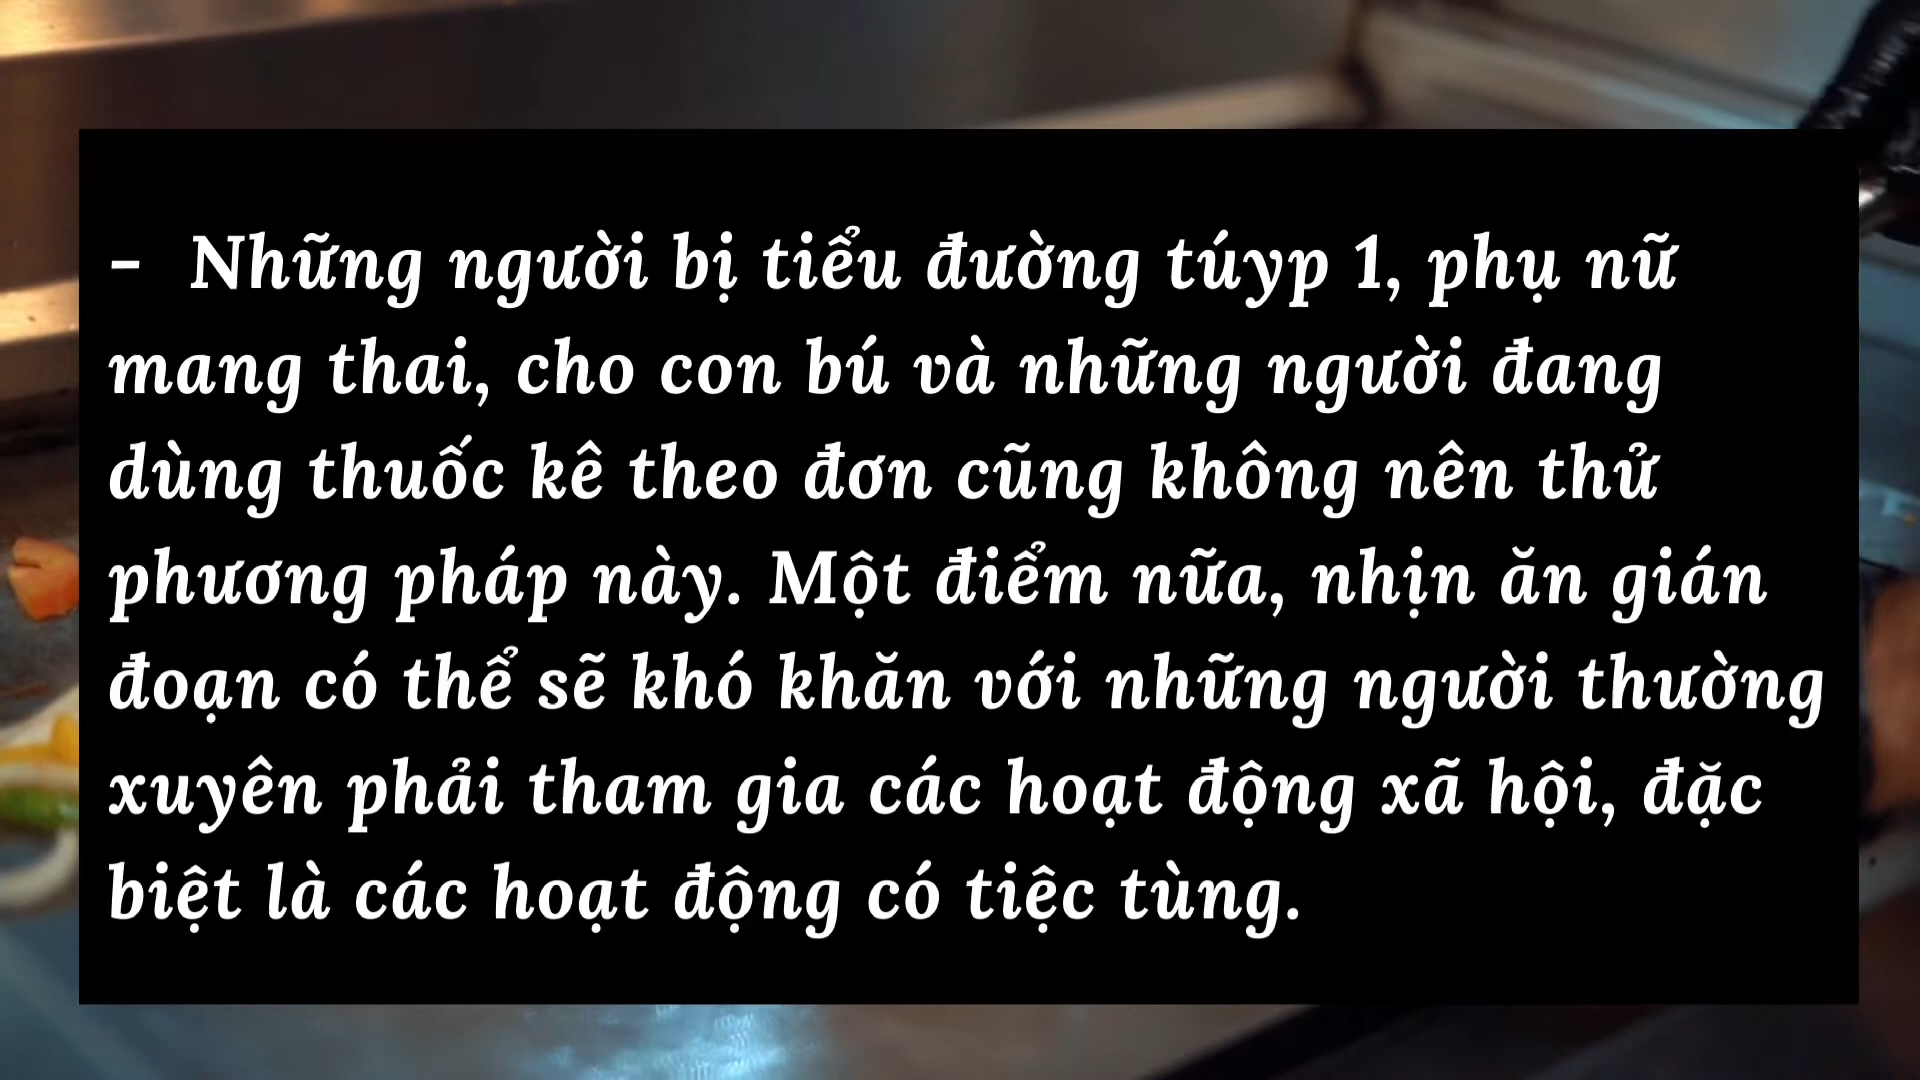 - Những người bị tiểu đường túyp 1, phụ nữ
mang thai, cho con bú và những người đang
dùng thuốc kê theo đơn cũng không nên thử
phương pháp này. Một điểm nữa, nhịn ăn gián
đoạn có thể sẽ khó khăn với những người thường
xuyên phải tham gia các hoạt động xã hội, đặc
biệt là các hoạt động có tiệc tùng.